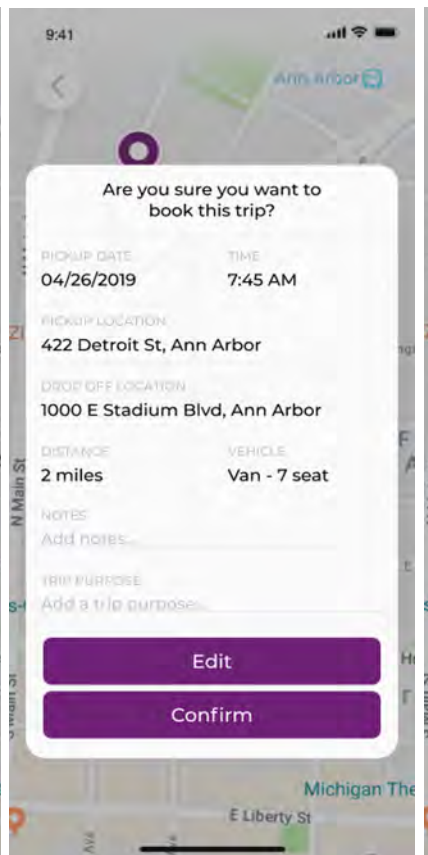 9:41
Ann Arbor
Are you sure you want to
book this trip?
PICKUP DATE TIME
04/26/2019 7:45 AM
PICKUP LOCATION
422 Detroit St, Ann Arbor
DROP OFF LOCATION
1000 E Stadium Blvd, Ann Arbor
DISTANCE VEHICLE
2 miles Van - 7 seat
NOTES
Add notes...
TRIP PURPOSE
Add a trip purpose...
Edit
Confirm
N Main St
S Main St
Michigan The
E Liberty St